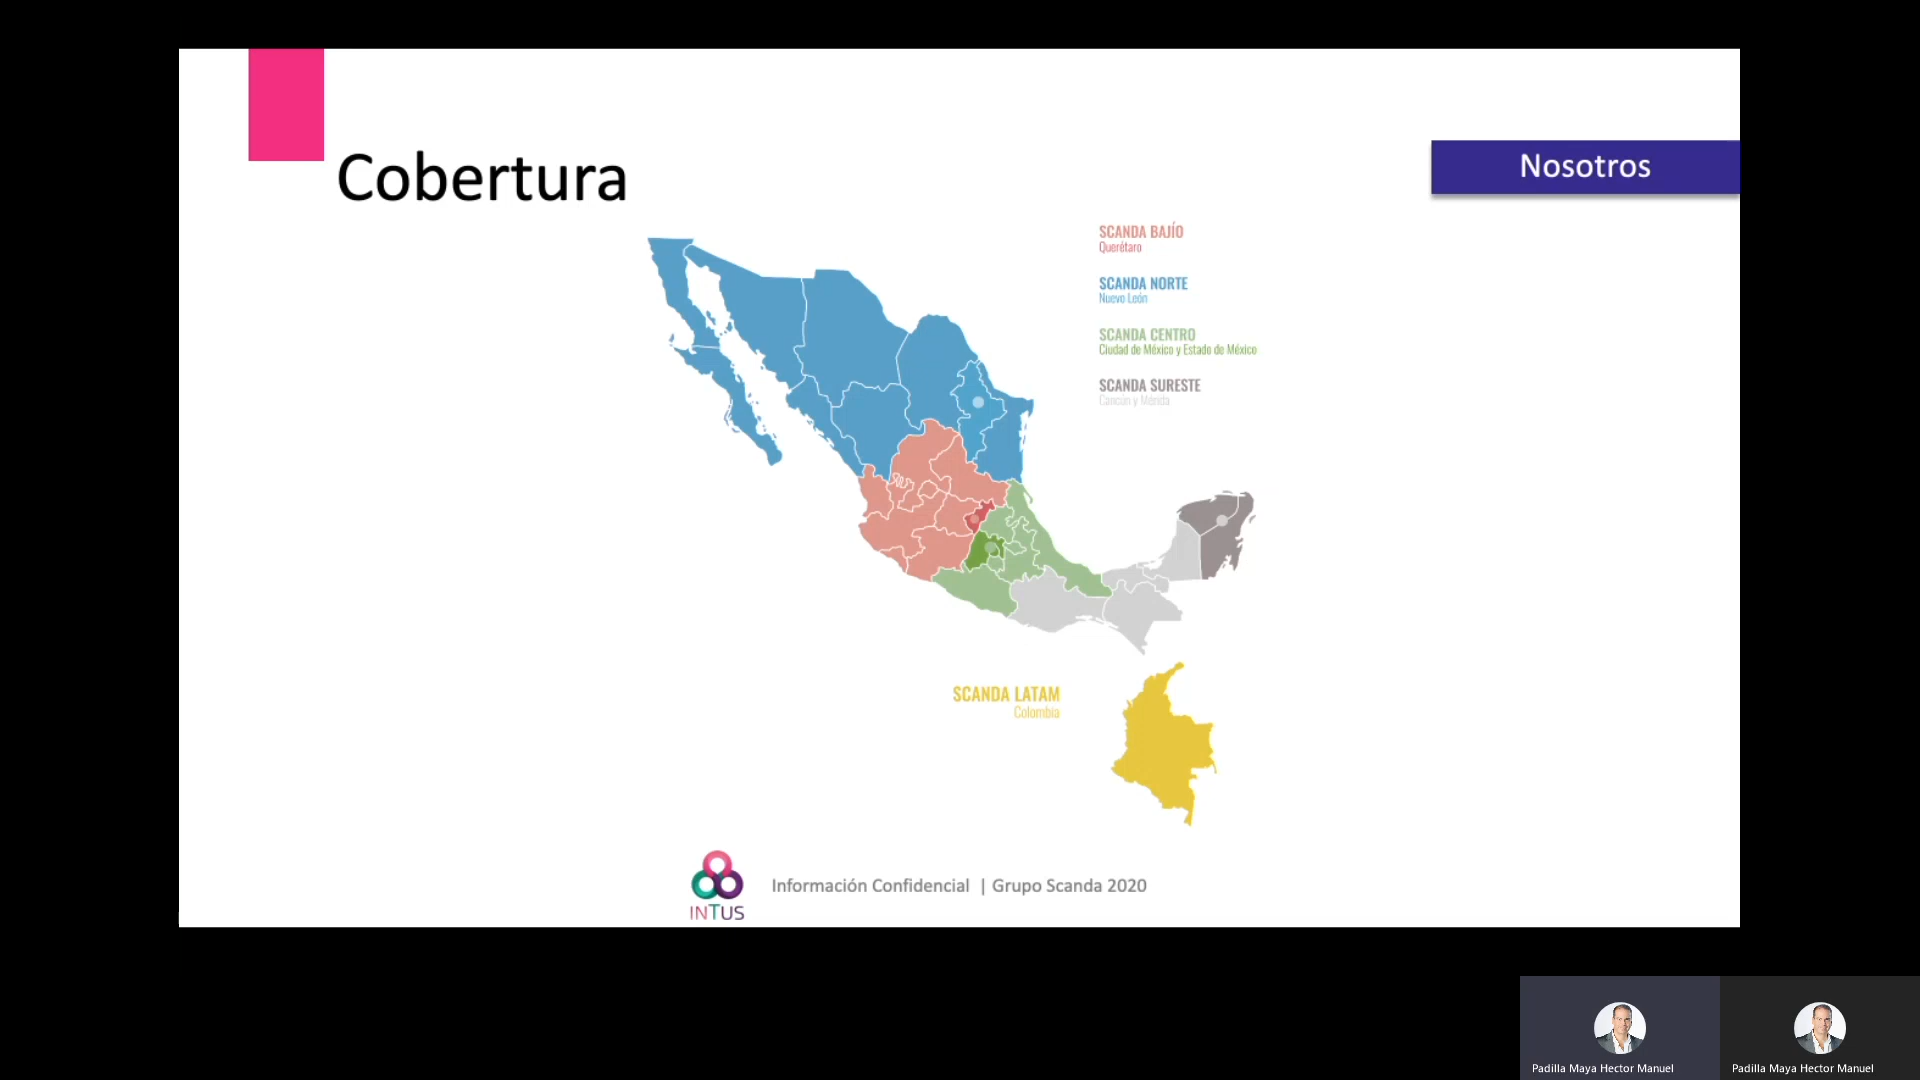 Cobertura
Nosotros
SCANDA BAJÍO
Querétaro
SCANDA NORTE
Nuevo León
SCANDA CENTRO
Ciudad de México y Estado de México
SCANDA SURESTE
Cancún y Mérida
SCANDA LATAM
Colombia
INTUS
Información Confidencial | Grupo Scanda 2020
Padilla Maya Hector Manuel
Padilla Maya Hector Manuel